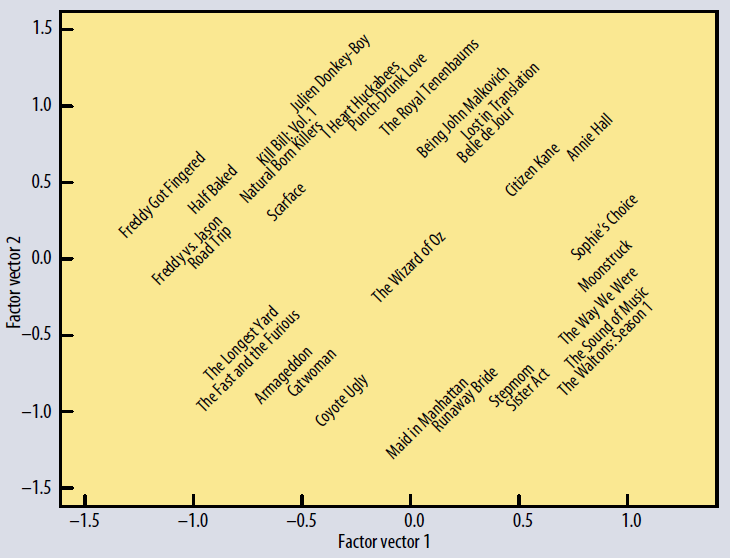 1.5
1.0
0.5
0.0
−0.5
−1.0
−1.5
Factor vector 2
Julien Donkey-Boy
I Heart Huckabees
Punch-Drunk Love
The Royal Tenenbaums
Kill Bill: Vol. 1
Natural Born Killers
Being John Malkovich
Lost in Translation
Belle de Jour
Annie Hall
Citizen Kane
Freddy Got Fingered
Half Baked
Scarface
Freddy vs. Jason
Road Trip
Sophie's Choice
Moonstruck
The Wizard of Oz
The Way We Were
The Sound of Music
The Waltons: Season 1
The Longest Yard
The Fast and the Furious
Armageddon
Catwoman
Coyote Ugly
Maid in Manhattan
Runaway Bride
Stepmom
Sister Act
−1.5
−1.0
−0.5
0.0
0.5
1.0
Factor vector 1